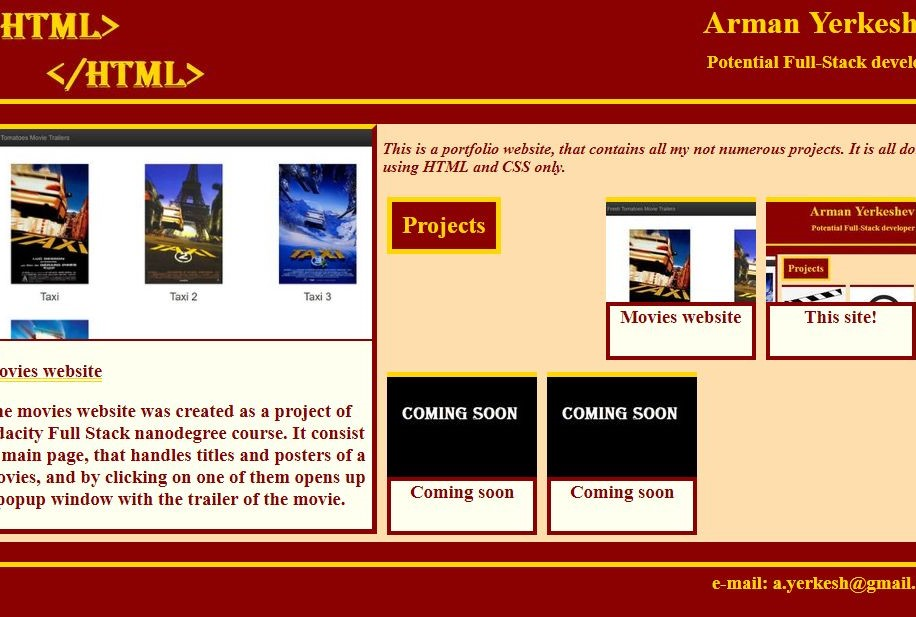 HTML>
</HTML>
Arman Yerkesh
Potential Full-Stack develo
Tomatoes Movie Trailers
TAXI
TAXI 2
TAXI
Taxi
Taxi 2
Taxi 3
ovies website
he movies website was created as a project of
dacity Full Stack nanodegree course. It consist
main page, that handles titles and posters of a
ovies, and by clicking on one of them opens up
popup window with the trailer of the movie.
This is a portfolio website, that contains all my not numerous projects. It is all do
using HTML and CSS only.
Projects
Fresh Tomatoes Movie Trailers
TAXI
Movies website
Arman Yerkeshev
Potential Full-Stack developer
Projects
This site!
COMING SOON
Coming soon
COMING SOON
Coming soon
e-mail: a.yerkesh@gmail.